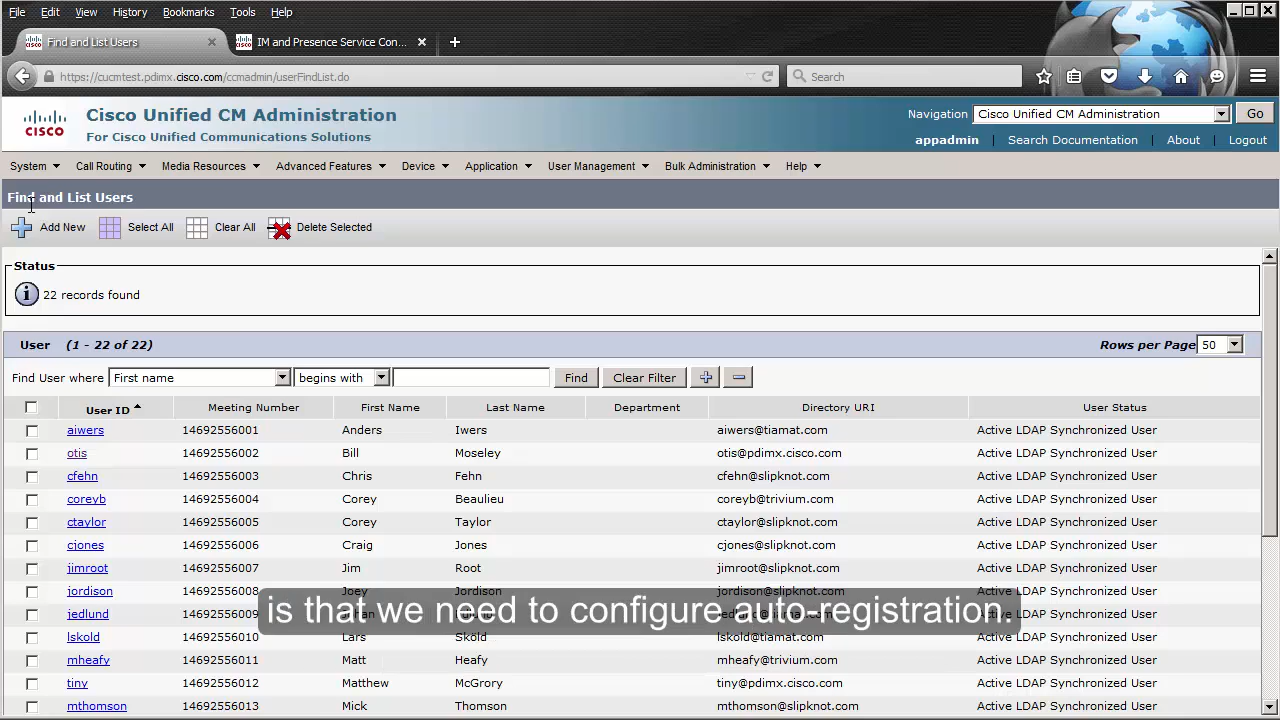 File Edit View History Bookmarks Tools Help
Find and List Users × IM and Presence Service Con... × +
https://cucmtest.pdimx.cisco.com/ccmadmin/userFindList.do Search
CISCO Cisco Unified CM Administration Navigation Cisco Unified CM Administration Go
For Cisco Unified Communications Solutions appadmin Search Documentation About Logout
System Call Routing Media Resources Advanced Features Device Application User Management Bulk Administration Help
Find and List Users
Add New Select All Clear All Delete Selected
Status
22 records found
User (1 - 22 of 22) Rows per Page 50
Find User where First name begins with Find Clear Filter
User ID Meeting Number First Name Last Name Department Directory URI User Status
aiwers 14692556001 Anders Iwers aiwers@tiamat.com Active LDAP Synchronized User
otis 14692556002 Bill Moseley otis@pdimx.cisco.com Active LDAP Synchronized User
cfehn 14692556003 Chris Fehn cfehn@slipknot.com Active LDAP Synchronized User
coreyb 14692556004 Corey Beaulieu coreyb@trivium.com Active LDAP Synchronized User
ctaylor 14692556005 Corey Taylor ctaylor@slipknot.com Active LDAP Synchronized User
cjones 14692556006 Craig Jones cjones@slipknot.com Active LDAP Synchronized User
jimroot 14692556007 Jim Root jimroot@slipknot.com Active LDAP Synchronized User
jordison 14692556008 Joey Jordison jordison@slipknot.com Active LDAP Synchronized User
is that we need to configure auto-registration.
jedlund 14692556009 Active LDAP Synchronized User
lskold 14692556010 Lars Sköld lskold@tiamat.com Active LDAP Synchronized User
mheafy 14692556011 Matt Heafy mheafy@trivium.com Active LDAP Synchronized User
tiny 14692556012 Matthew McGrory tiny@pdimx.cisco.com Active LDAP Synchronized User
mthomson 14692556013 Mick Thomson mthomson@slipknot.com Active LDAP Synchronized User